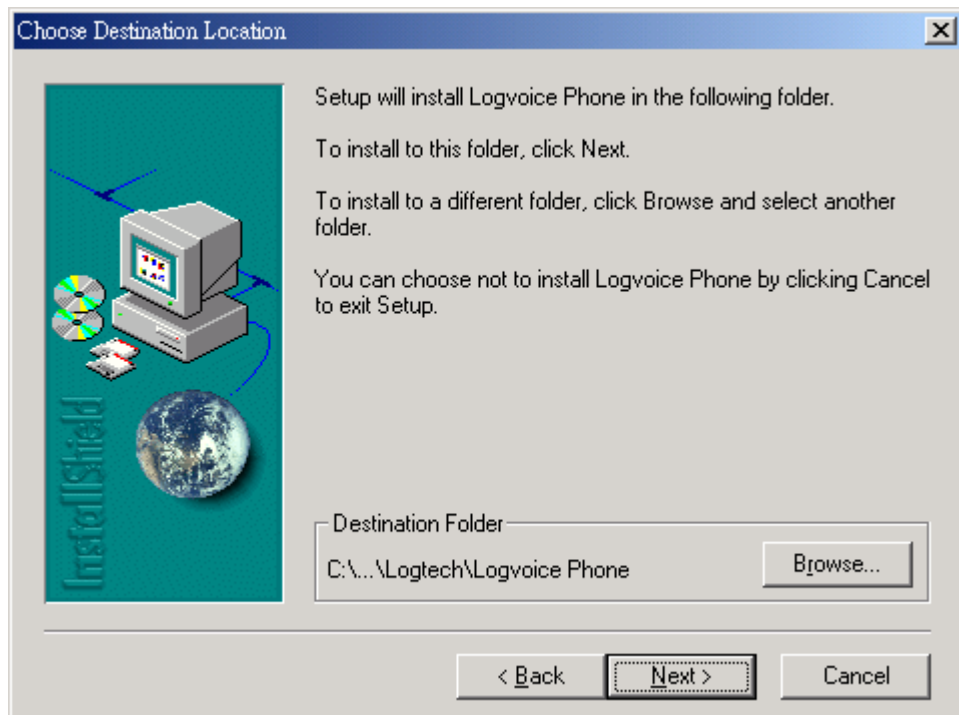 Choose Destination Location
Setup will install Logvoice Phone in the following folder.
To install to this folder, click Next.
To install to a different folder, click Browse and select another
folder.
You can choose not to install Logvoice Phone by clicking Cancel
to exit Setup.
InstallShield
Destination Folder
C:\...\Logtech\Logvoice Phone
Browse...
< Back
Next >
Cancel